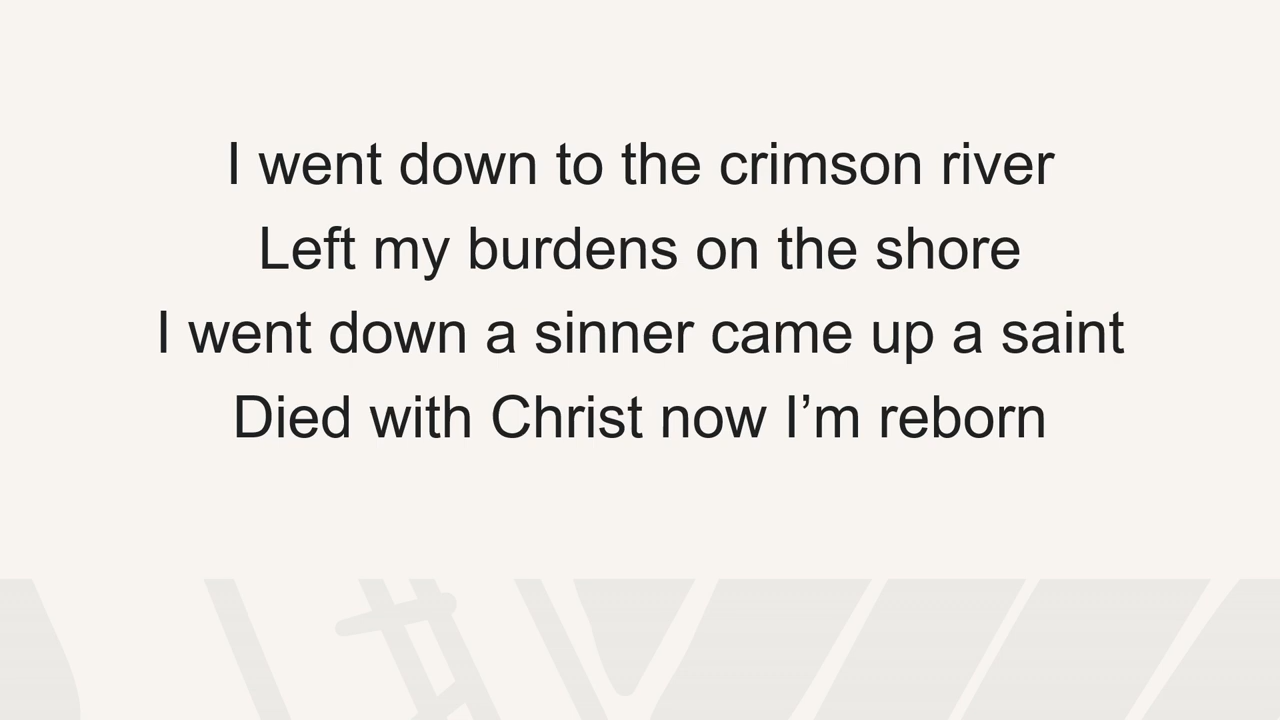 I went down to the crimson river
Left my burdens on the shore
I went down a sinner came up a saint
Died with Christ now I’m reborn